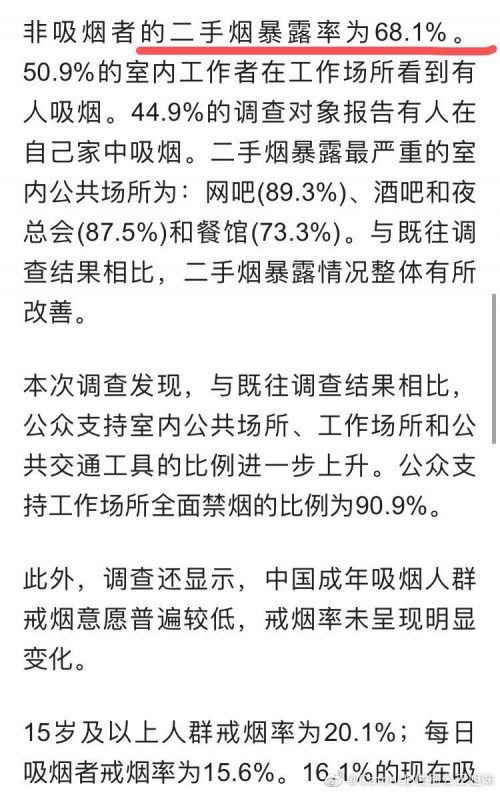 非吸烟者的二手烟暴露率为68.1%。
50.9%的室内工作者在工作场所看到有
人吸烟。44.9%的调查对象报告有人在
自己家中吸烟。二手烟暴露最严重的室
内公共场所为：网吧(89.3%)、酒吧和夜
总会(87.5%)和餐馆(73.3%)。与既往调
查结果相比，二手烟暴露情况整体有所
改善。
本次调查发现，与既往调查结果相比，
公众支持室内公共场所、工作场所和公
共交通工具的比例进一步上升。公众支
持工作场所全面禁烟的比例为90.9%。
此外，调查还显示，中国成年吸烟人群
戒烟意愿普遍较低，戒烟率未呈现明显
变化。
15岁及以上人群戒烟率为20.1%；每日
吸烟者戒烟率为15.6%。16.1%的现在吸